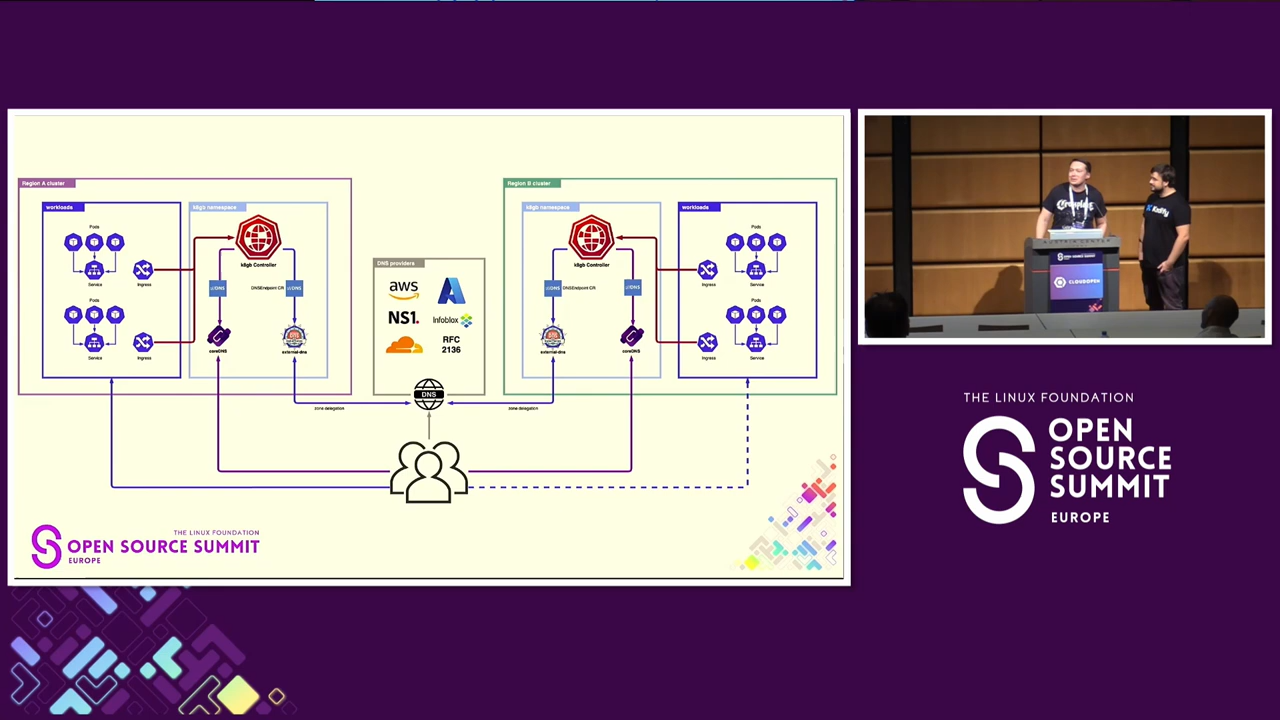 Region A cluster
workloads
Pods
Service
Ingress
Pods
Service
Ingress
k8gb namespace
k8gb Controller
DNS
DNSEndpoint CR
DNS
coreDNS
external-dns
DNS providers
aws
NS1.
Infoblox
RFC
2136
DNS
zone delegation
zone delegation
Region B cluster
k8gb namespace
k8gb Controller
DNS
DNSEndpoint CR
DNS
external-dns
coreDNS
workloads
Pods
Ingress
Service
Pods
Ingress
Service
THE LINUX FOUNDATION
OPEN SOURCE SUMMIT
EUROPE
CLOUDOPEN
THE LINUX FOUNDATION
OPEN
SOURCE
SUMMIT
EUROPE